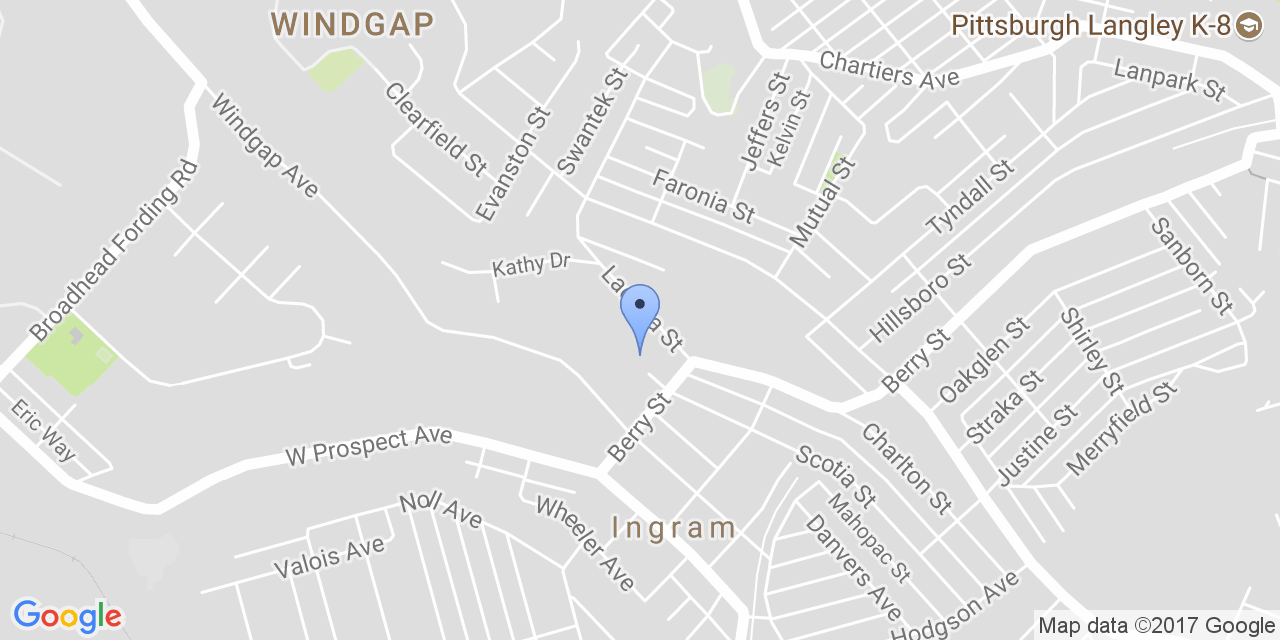 WINDGAP
Pittsburgh Langley K-8
Chartiers Ave
Lanpark St
Clearfield St
Swantek St
Jeffers St
Kelvin St
Windgap Ave
Evanston St
Faronia St
Mutual St
Tyndall St
Broadhead Fording Rd
Kathy Dr
Sanborn St
Hillsboro St
St
Berry St
Oakglen St
Shirley St
Straka St
Eric Way
Berry St
W Prospect Ave
Justine St
Merryfield St
Charlton St
Scotia St
Noll Ave
Wheeler Ave
Ingram
Mahopac St
Danvers Ave
Valois Ave
Hodgson Ave
Google
Map data ©2017 Google